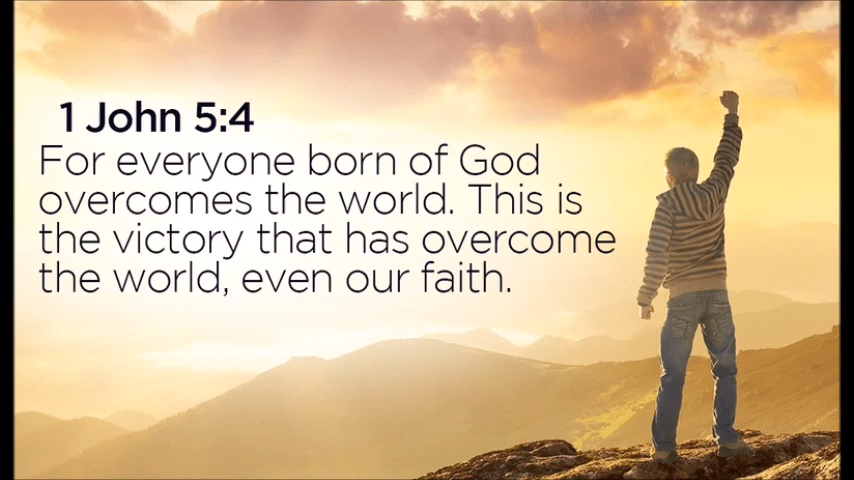 1 John 5:4
For everyone born of God
overcomes the world. This is
the victory that has overcome
the world, even our faith.